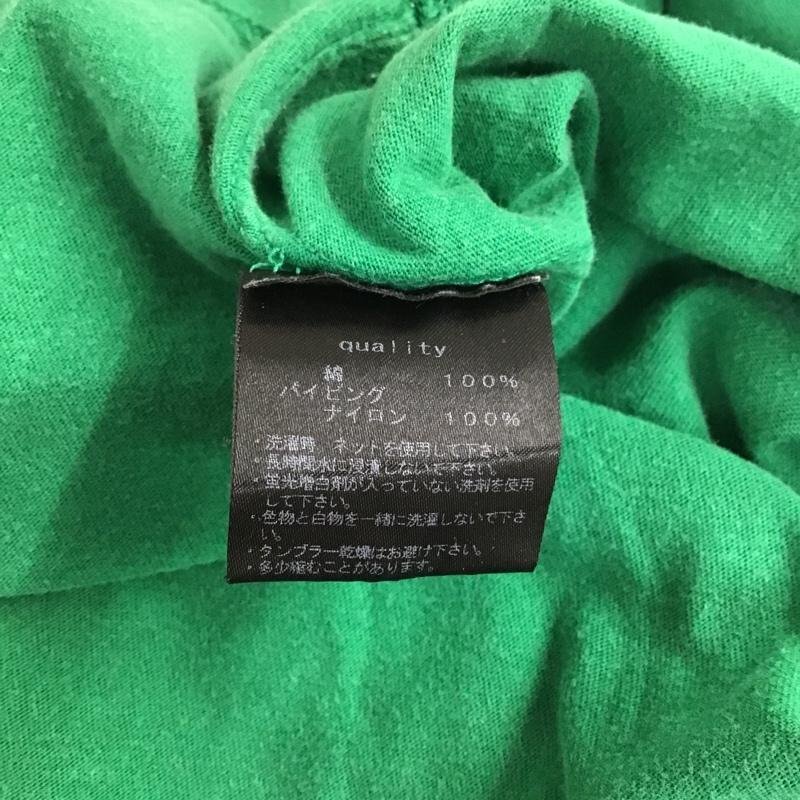 quality
綿 100%
パイピング
ナイロン 100%
・洗濯時 ネットを使用して下さい。
・長時間水に浸漬しないで下さい。
・蛍光増白剤が入っていない洗剤を使用
して下さい。
・色物と白物を一緒に洗濯しないで下さ
い。
・タンブラー乾燥はお避け下さい。
・多少縮むことがあります。